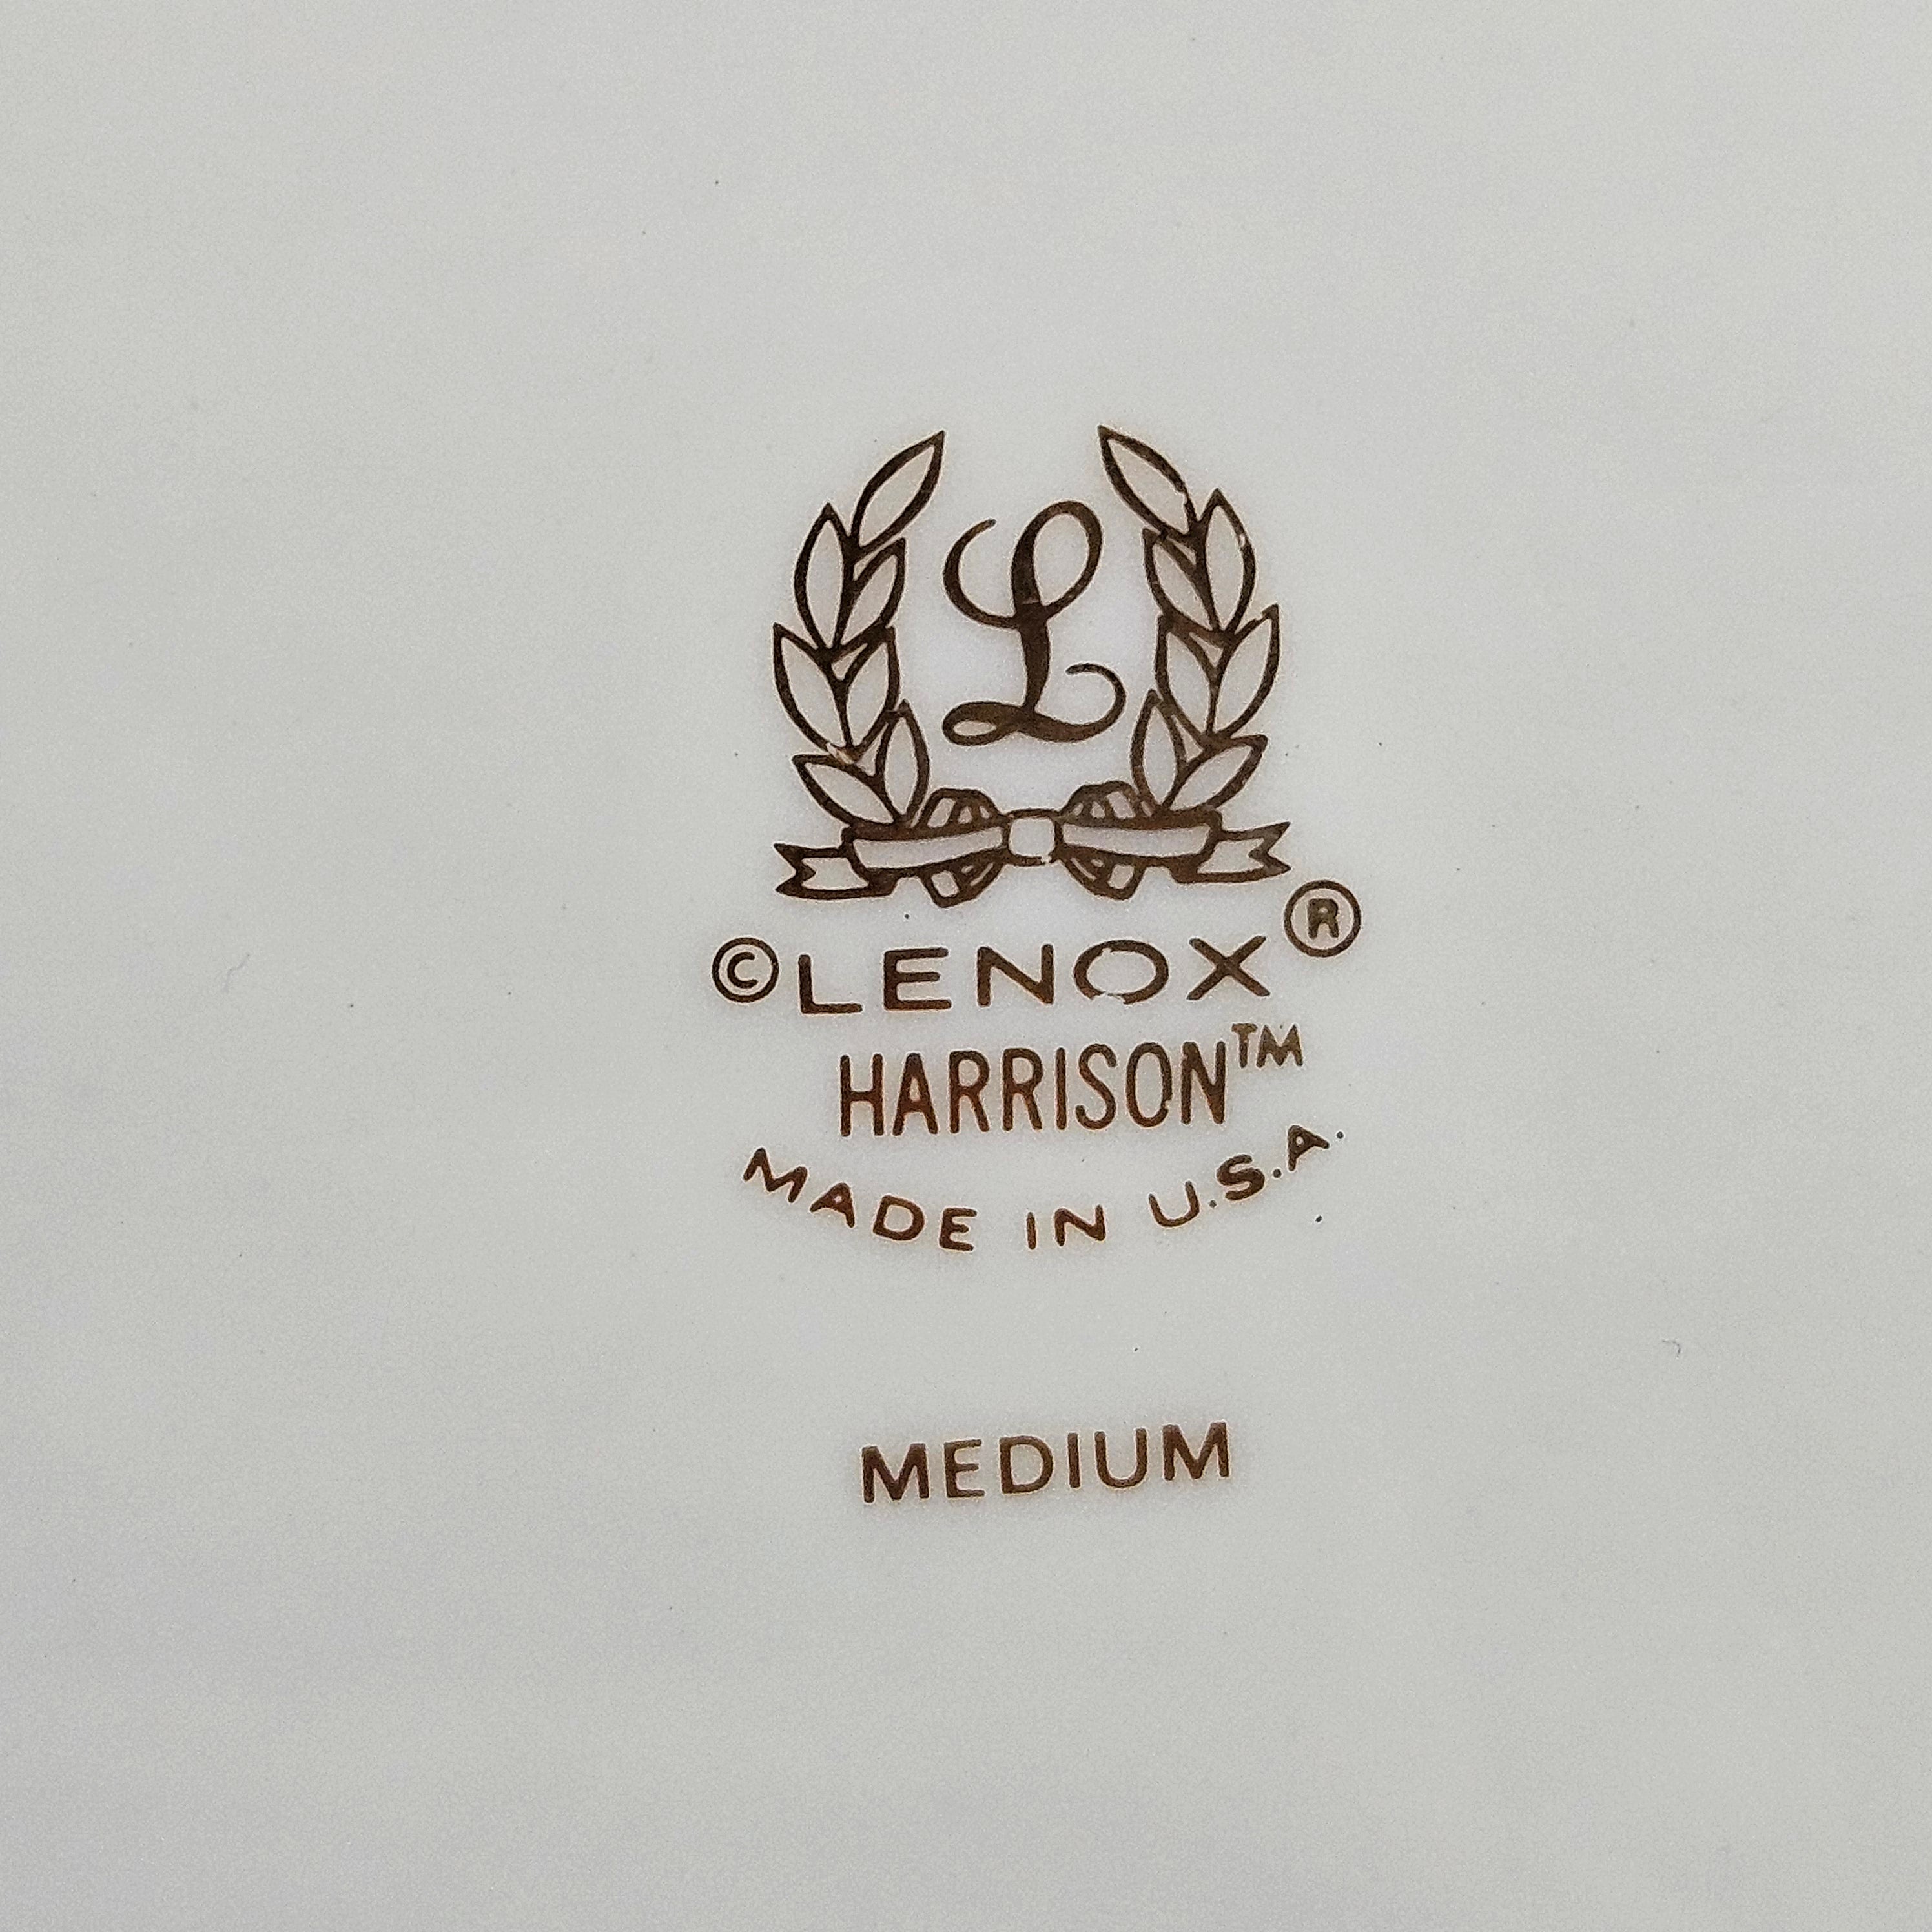 L
©LENOX®
HARRISON™
MADE IN U.S.A.
MEDIUM